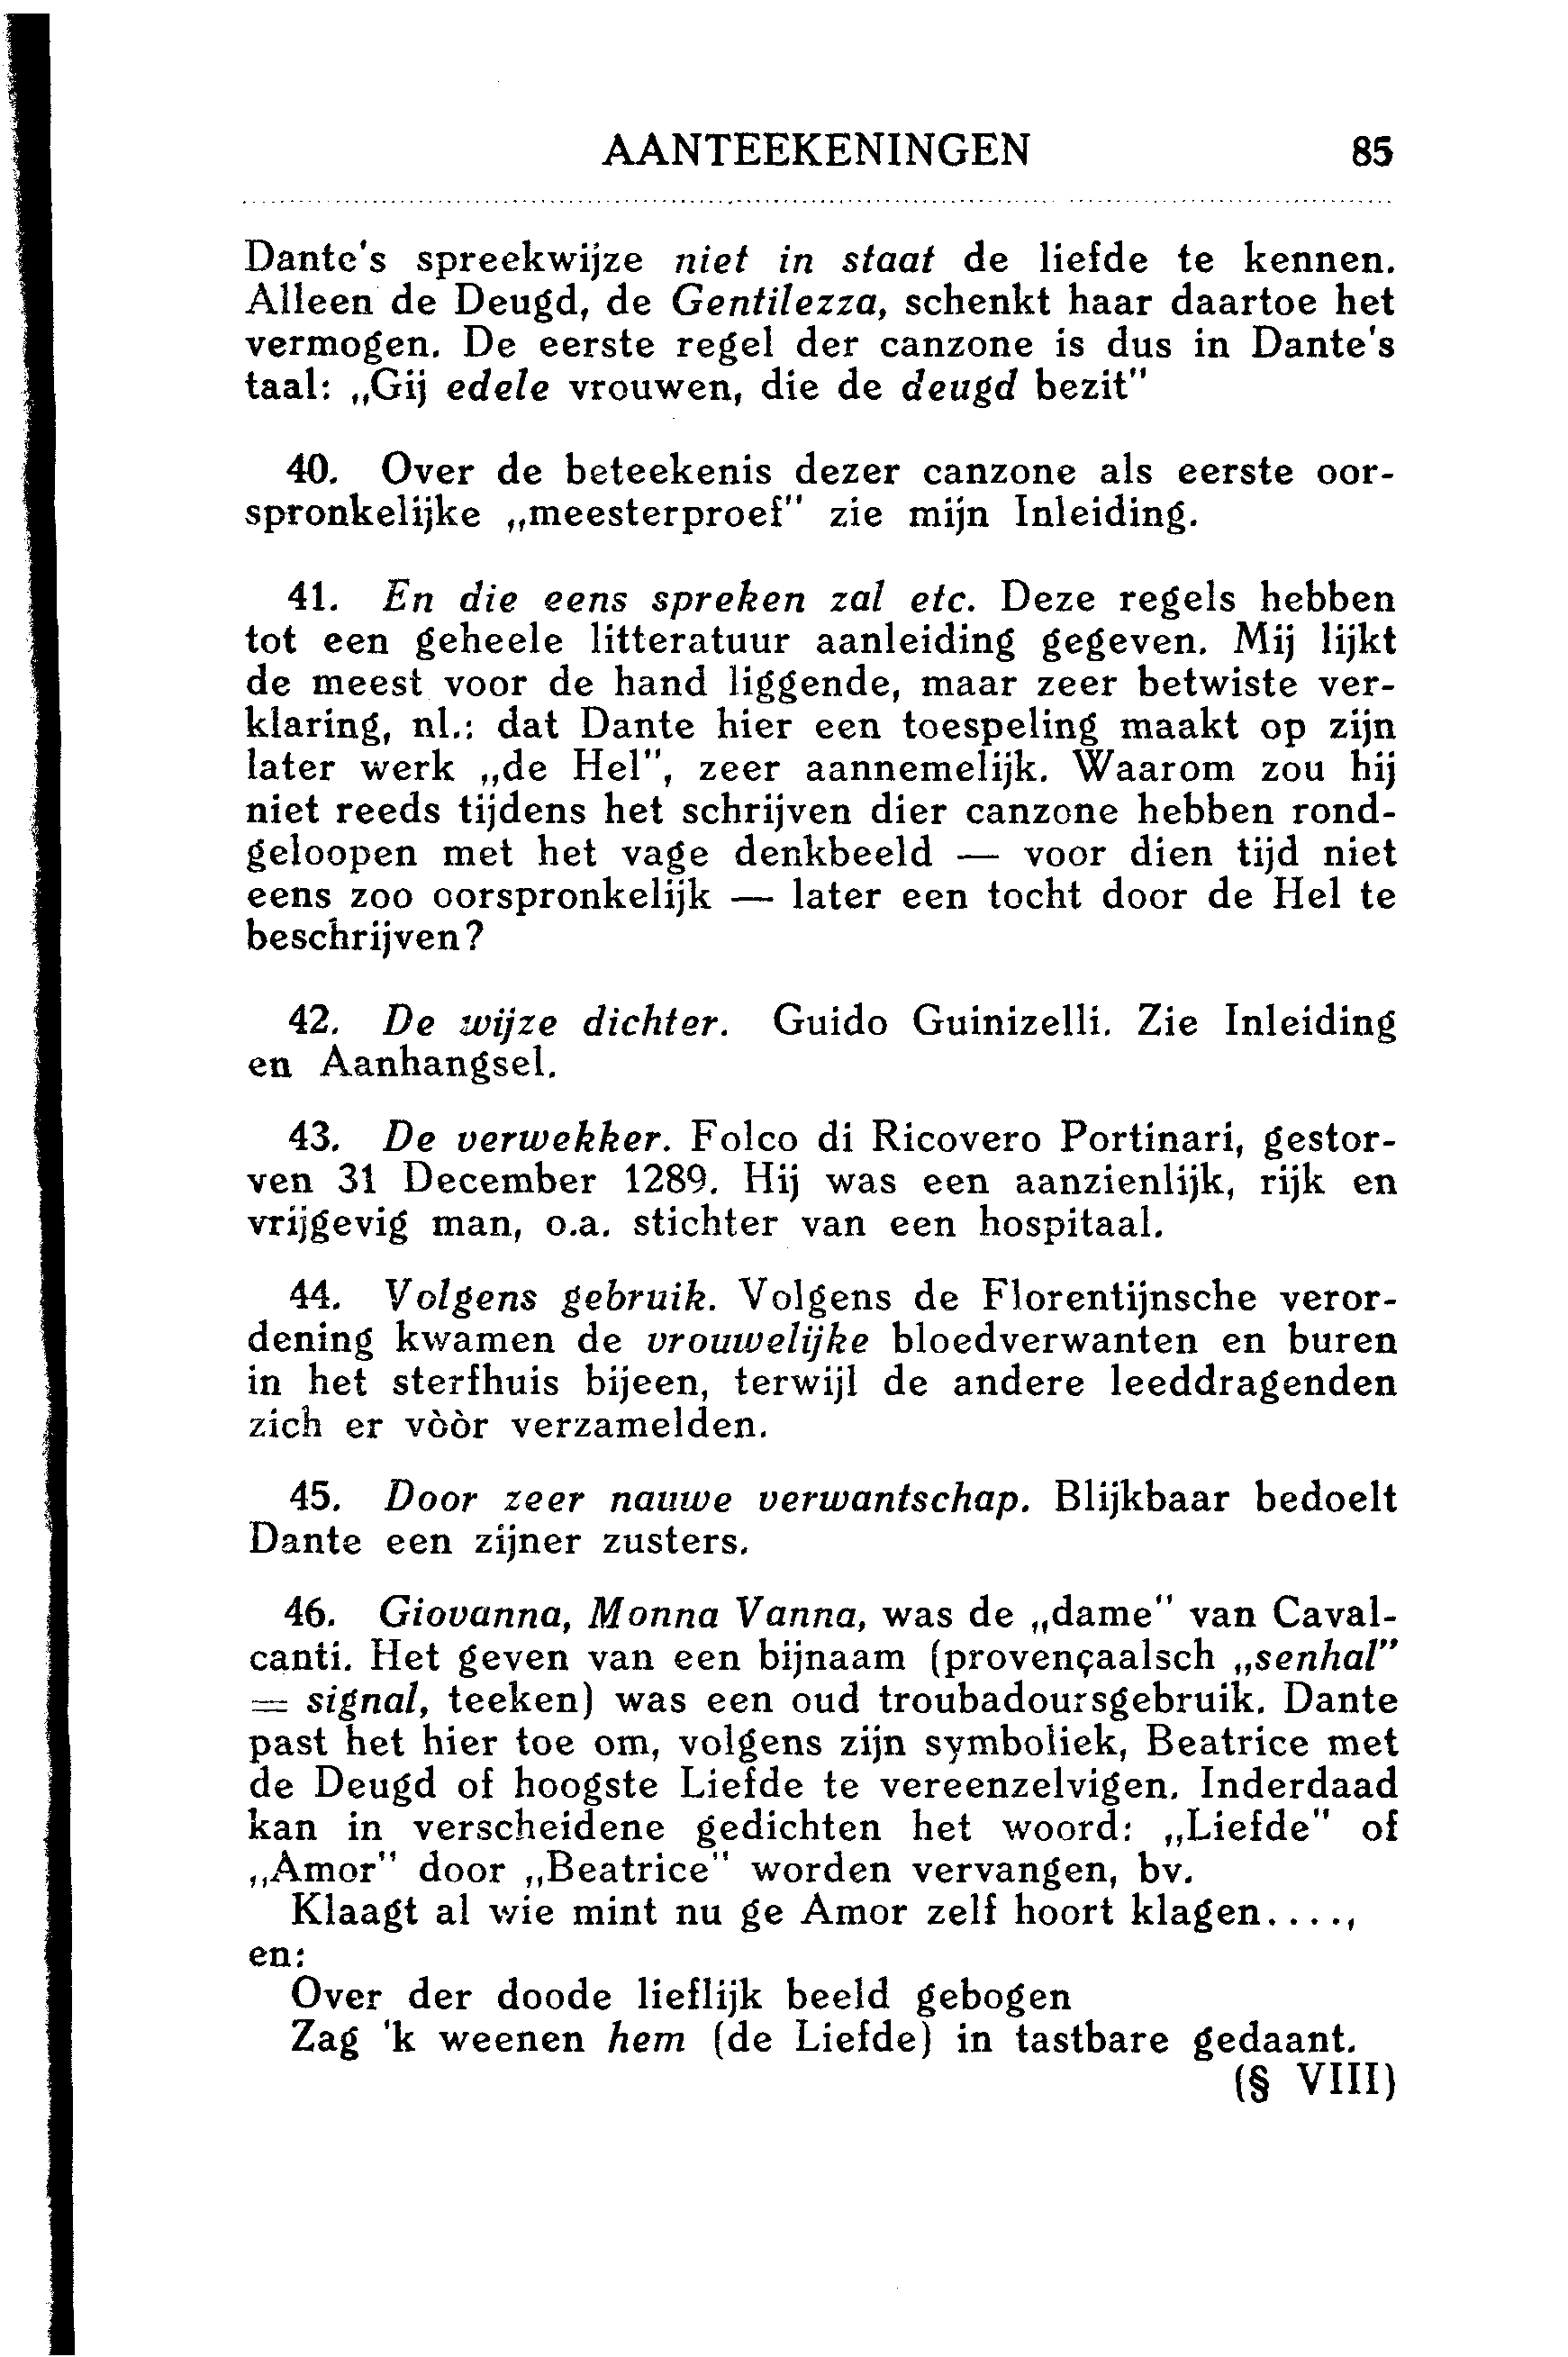 AANTEEKENINGEN 85
Dante's spreekwijze niet in staat de liefde te kennen.
Alleen de Deugd, de Gentilezza, schenkt haar daartoe het
vermogen. De eerste regel der canzone is dus in Dante's
taal: „Gij edele vrouwen, die de deugd bezit"
40. Over de beteekenis dezer canzone als eerste oor-
spronkelijke „meesterproef" zie mijn Inleiding.
41. En die eens spreken zal etc. Deze regels hebben
tot een geheele litteratuur aanleiding gegeven. Mij lijkt
de meest voor de hand liggende, maar zeer betwiste ver-
klaring, nl.: dat Dante hier een toespeling maakt op zijn
later werk „de Hel", zeer aannemelijk. Waarom zou hij
niet reeds tijdens het schrijven dier canzone hebben rond-
geloopen met het vage denkbeeld — voor dien tijd niet
eens zoo oorspronkelijk — later een tocht door de Hel te
beschrijven?
42. De wijze dichter. Guido Guinizelli. Zie Inleiding
en Aanhangsel.
43. De verwekker. Folco di Ricovero Portinari, gestor-
ven 31 December 1289. Hij was een aanzienlijk, rijk en
vrijgevig man, o.a. stichter van een hospitaal.
44. Volgens gebruik. Volgens de Florentijnsche veror-
dening kwamen de vrouwelijke bloedverwanten en buren
in het sterfhuis bijeen, terwijl de andere leeddragenden
zich er vòòr verzamelden.
45. Door zeer nauwe verwantschap. Blijkbaar bedoelt
Dante een zijner zusters.
46. Giovanna, Monna Vanna, was de „dame" van Caval-
canti. Het geven van een bijnaam (provençaalsch „senhal"
= signal, teeken) was een oud troubadoursgebruik. Dante
past het hier toe om, volgens zijn symboliek, Beatrice met
de Deugd of hoogste Liefde te vereenzelvigen. Inderdaad
kan in verscheidene gedichten het woord: „Liefde" of
„Amor" door „Beatrice" worden vervangen, bv.
Klaagt al wie mint nu ge Amor zelf hoort klagen....,
en:
Over der doode lieflijk beeld gebogen
Zag 'k weenen hem (de Liefde) in tastbare gedaant.
(§ VIII)